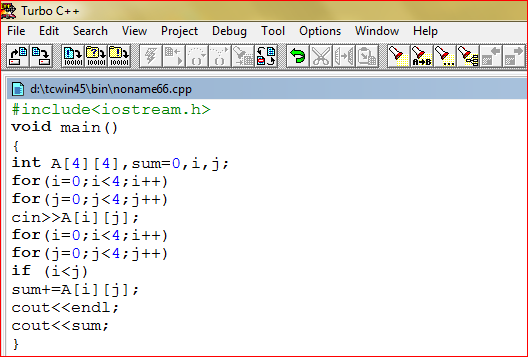 Turbo C++
File Edit Search View Project Debug Tool Options Window Help
d:\tcwin45\bin\noname66.cpp
#include<iostream.h>
void main()
{
int A[4][4],sum=0,i,j;
for(i=0;i<4;i++)
for(j=0;j<4;j++)
cin>>A[i][j];
for(i=0;i<4;i++)
for(j=0;j<4;j++)
if (i<j)
sum+=A[i][j];
cout<<endl;
cout<<sum;
}